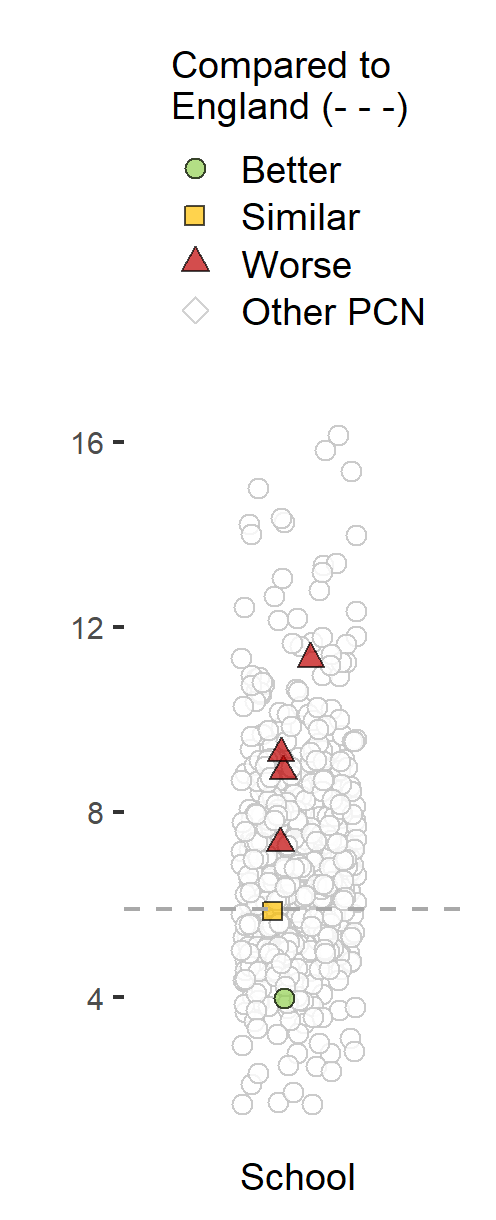 Compared to
England (- - -)
Better
Similar
Worse
Other PCN
16
12
8
4
School